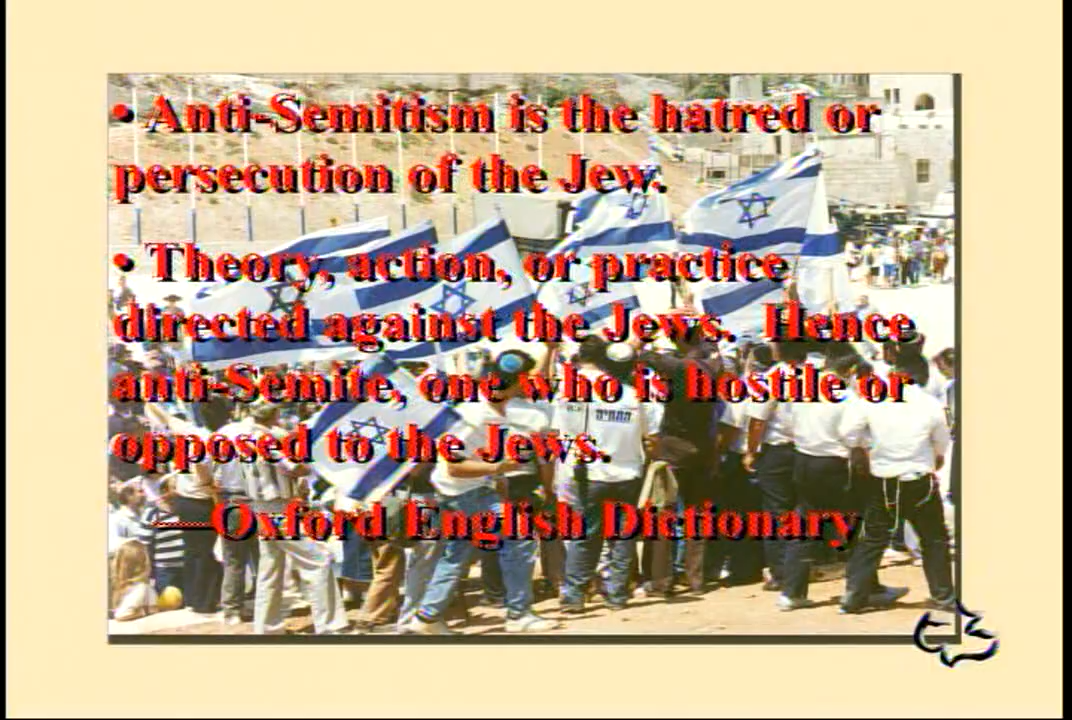 • Anti-Semitism is the hatred or
persecution of the Jew.
• Theory, action, or practice
directed against the Jews. Hence
anti-Semite, one who is hostile or
opposed to the Jews.
—Oxford English Dictionary
התחיה